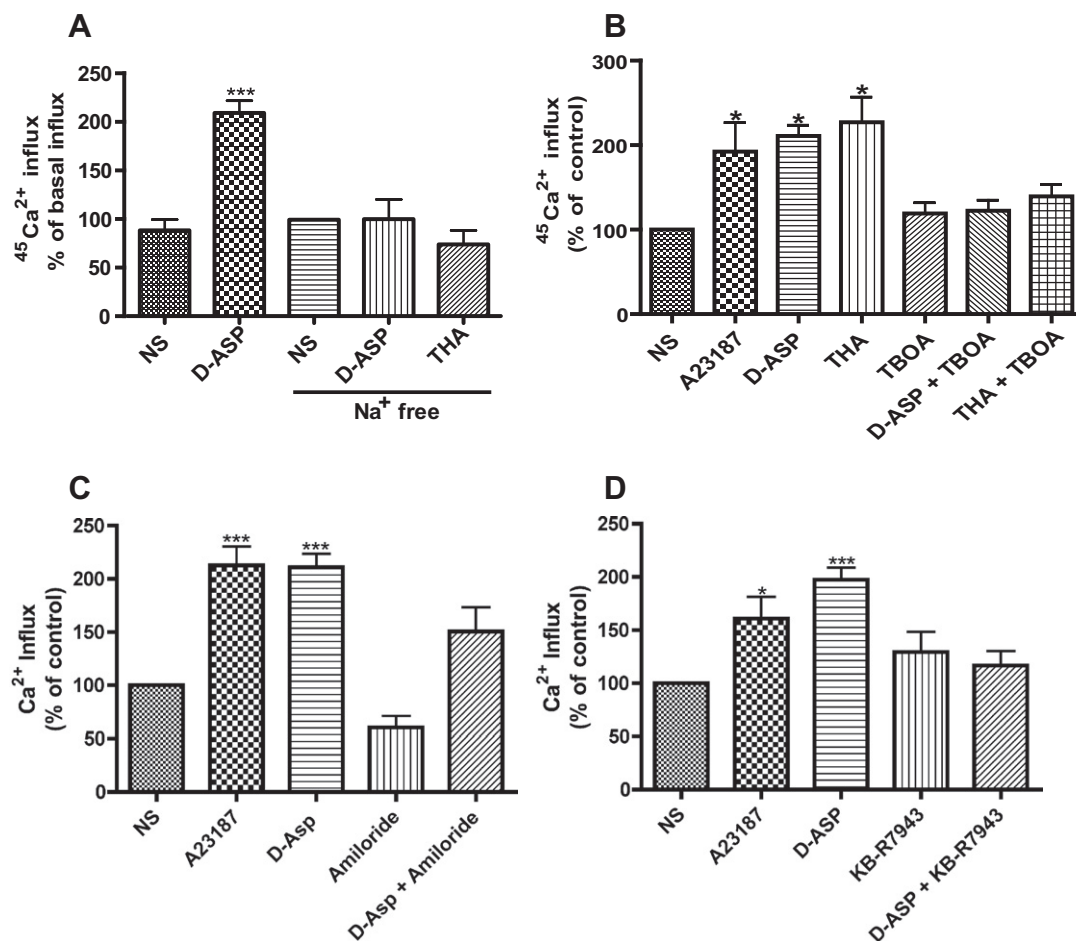 A
⁴⁵Ca²⁺ influx
% of basal influx
250
200
150
100
50
0
***
NS
D-ASP
NS
D-ASP
THA
Na⁺ free
B
⁴⁵Ca²⁺ influx
(% of control)
300
200
100
0
*
*
*
NS
A23187
D-ASP
THA
TBOA
D-ASP + TBOA
THA + TBOA
C
Ca²⁺ Influx
(% of control)
250
200
150
100
50
0
***
***
NS
A23187
D-Asp
Amiloride
D-Asp + Amiloride
D
Ca²⁺ Influx
(% of control)
250
200
150
100
50
0
*
***
NS
A23187
D-ASP
KB-R7943
D-ASP + KB-R7943